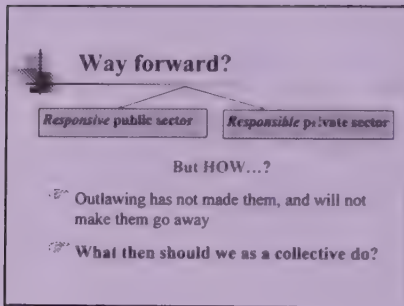 Way forward?
Responsive public sector
Responsible private sector
But HOW...?
Outlawing has not made them, and will not
make them go away
What then should we as a collective do?